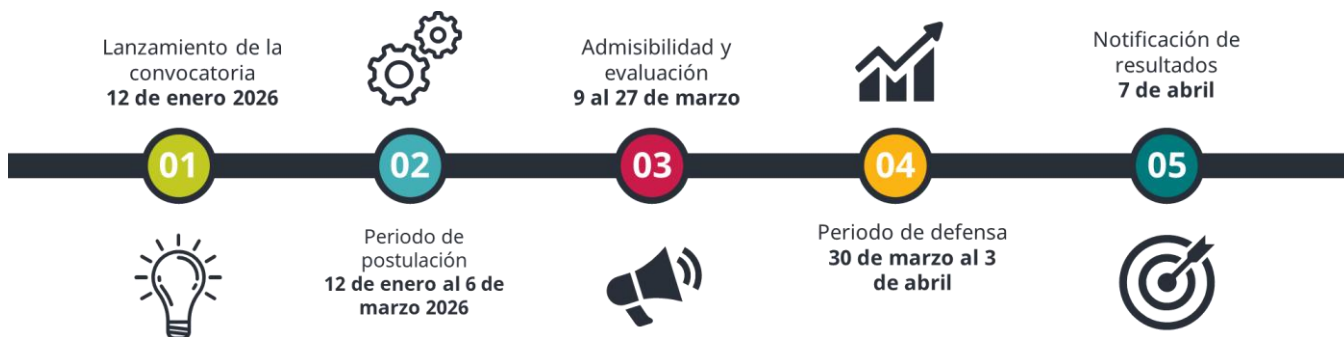 Lanzamiento de la
convocatoria
12 de enero 2026
01
02
Periodo de
postulación
12 de enero al 6 de
marzo 2026
Admisibilidad y
evaluación
9 al 27 de marzo
03
04
Periodo de defensa
30 de marzo al 3
de abril
Notificación de
resultados
7 de abril
05